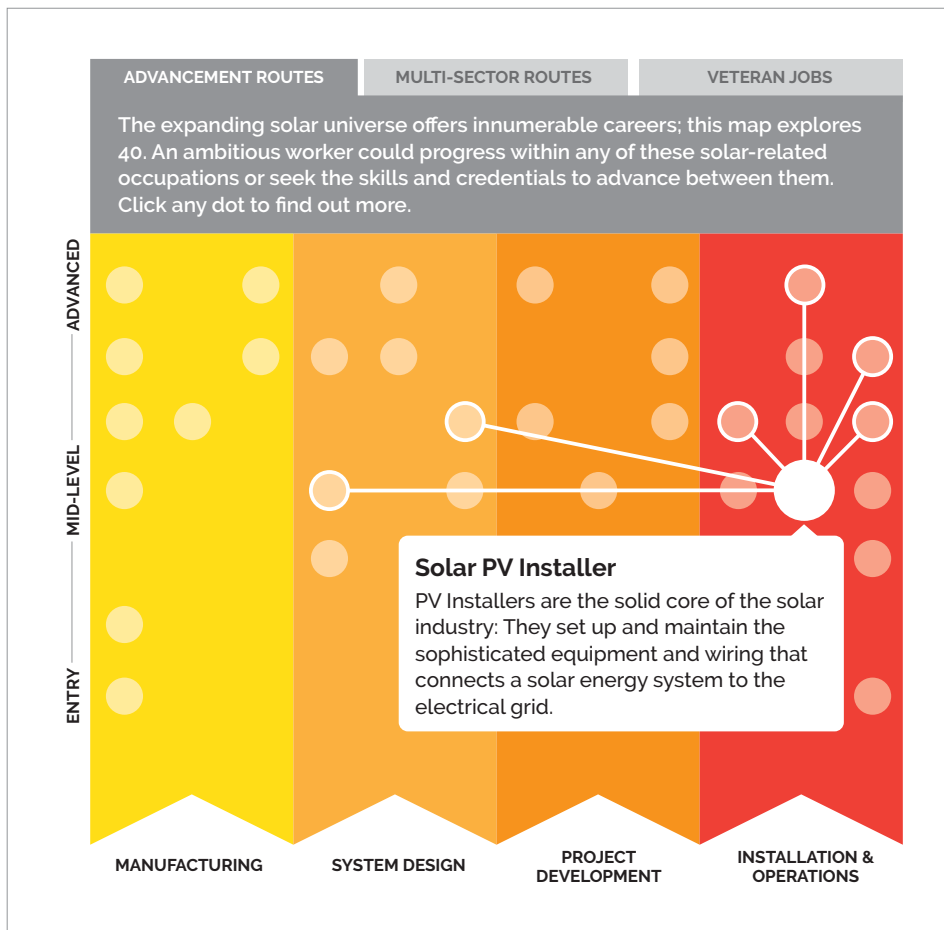 ADVANCEMENT ROUTES
MULTI-SECTOR ROUTES
VETERAN JOBS
The expanding solar universe offers innumerable careers; this map explores
40. An ambitious worker could progress within any of these solar-related
occupations or seek the skills and credentials to advance between them.
Click any dot to find out more.
ADVANCED
MID-LEVEL
ENTRY
Solar PV Installer
PV Installers are the solid core of the solar
industry: They set up and maintain the
sophisticated equipment and wiring that
connects a solar energy system to the
electrical grid.
MANUFACTURING
SYSTEM DESIGN
PROJECT
DEVELOPMENT
INSTALLATION &
OPERATIONS